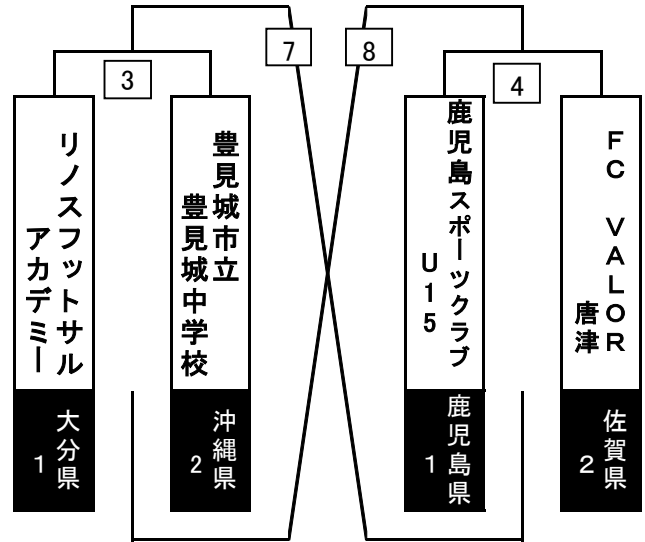 7
8
3
4
リノスフットサル
アカデミー
大分県
1
豊見城市立
豊見城中学校
沖縄県
2
鹿児島スポーツクラブ
U15
鹿児島県
1
FC VALOR
唐津
佐賀県
2